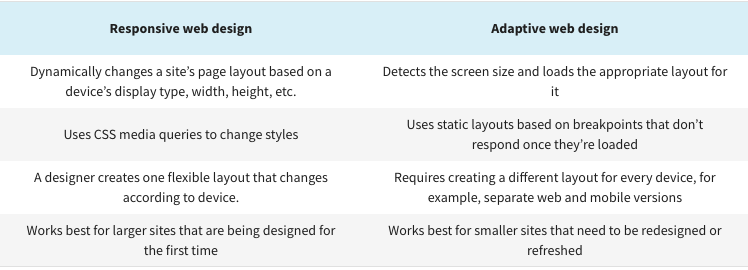 Responsive web design
Adaptive web design
Dynamically changes a site's page layout based on a
device's display type, width, height, etc.
Detects the screen size and loads the appropriate layout for
it
Uses CSS media queries to change styles
Uses static layouts based on breakpoints that don't
respond once they're loaded
A designer creates one flexible layout that changes
according to device.
Requires creating a different layout for every device, for
example, separate web and mobile versions
Works best for larger sites that are being designed for
the first time
Works best for smaller sites that need to be redesigned or
refreshed